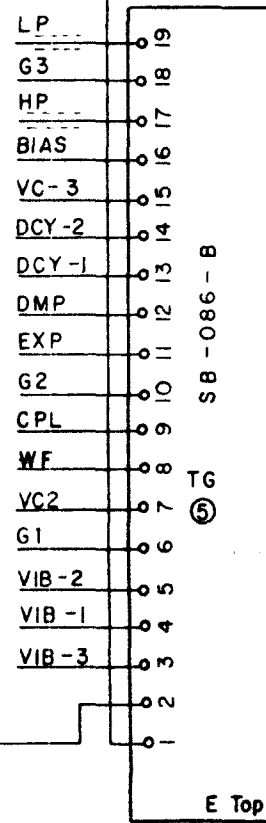 LP 19
G3 18
HP 17
BIAS 16
VC-3 15
DCY-2 14
DCY-1 13
DMP 12
EXP 11
G2 10
CPL 9
WF 8
VC2 7
G1 6
VIB-2 5
VIB-1 4
VIB-3 3
2
1
SB-086-B
TG
5
E Top